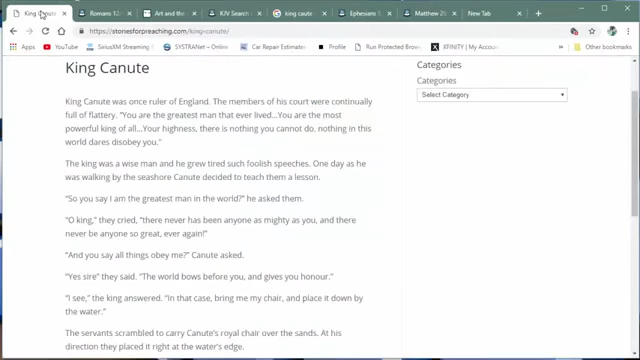 King Canute
Romans 12
Art and the
KJV Search
king caute
Ephesians 5
Matthew 25
New Tab
https://storiesforpreaching.com/king-canute/
Apps
Bookmarks
YouTube
SiriusXM Streaming
SYSTRANet - Online
Google
Profile
Run Protected Brow
XFINITY | My Home
Other bookmarks
King Canute
King Canute was once ruler of England. The members of his court were continually
full of flattery. "You are the greatest man that ever lived…You are the most
powerful king of all…Your highness, there is nothing you cannot do, nothing in this
world dares disobey you."
The king was a wise man and he grew tired such foolish speeches. One day as he
was walking by the seashore Canute decided to teach them a lesson.
"So you say I am the greatest man in the world?" he asked them.
"O king," they cried, "there never has been anyone as mighty as you, and there
never be anyone so great, ever again!"
"And you say all things obey me?" Canute asked.
"Yes sire" they said. "The world bows before you, and gives you honour."
"I see," the king answered. "In that case, bring me my chair, and place it down by
the water."
The servants scrambled to carry Canute's royal chair over the sands. At his
direction they placed it right at the water's edge.
Categories
Categories
Select Category